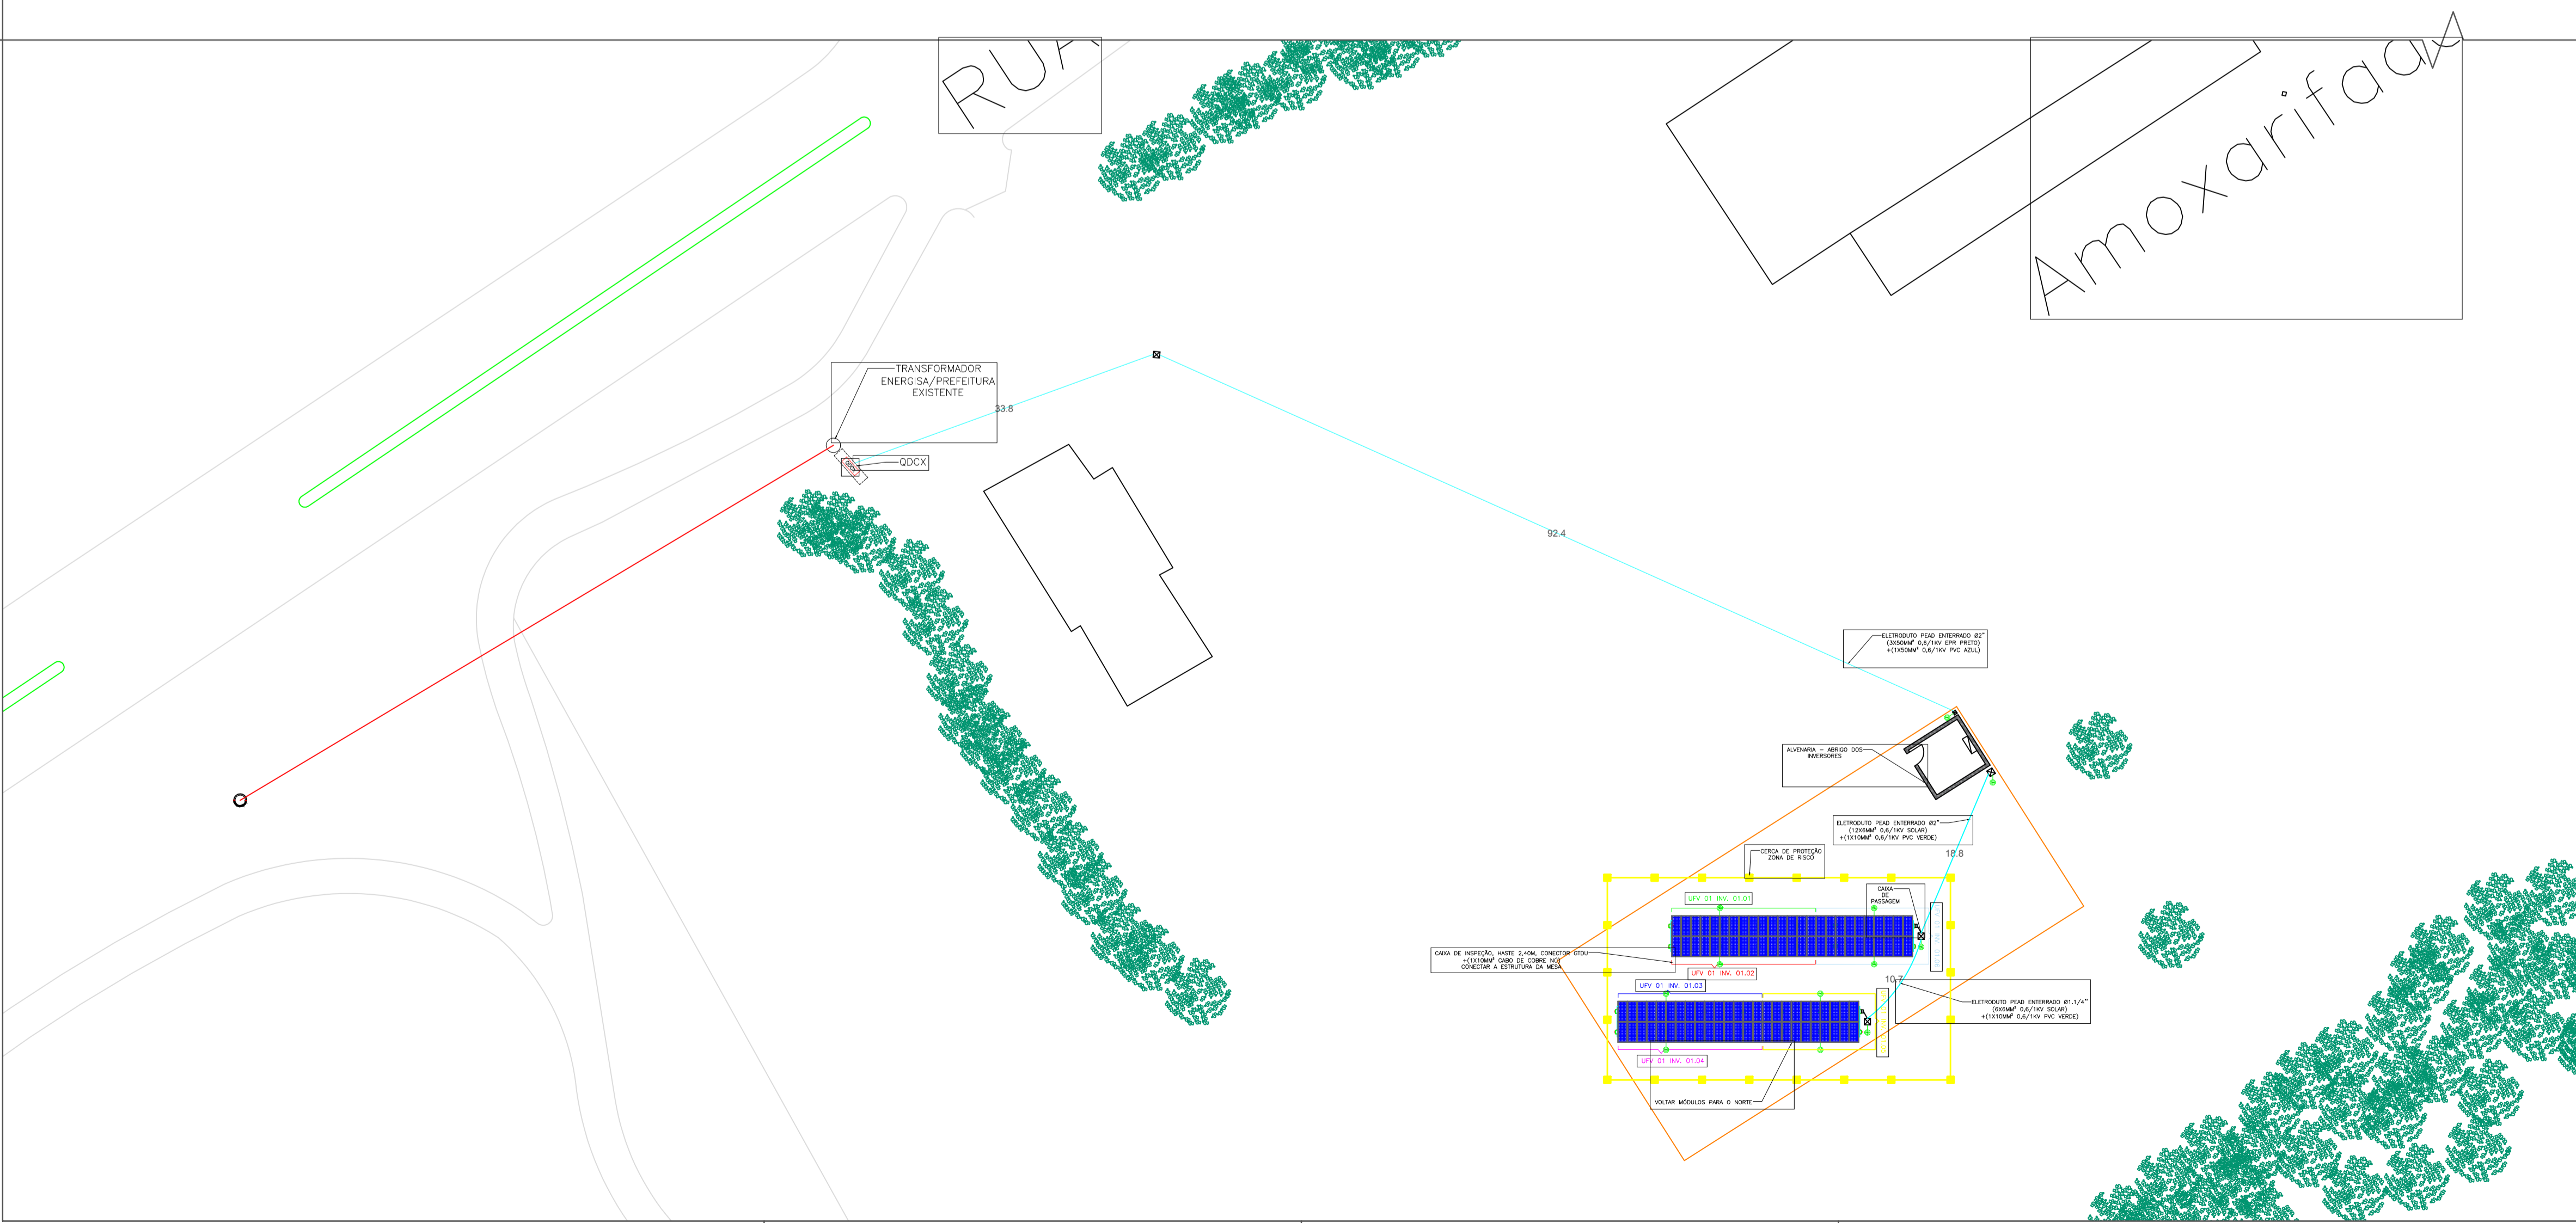 RUA
Amoxarifado
TRANSFORMADOR
ENERGISA/PREFEITURA
EXISTENTE
33.8
QDCX
92.4
ELETRODUTO PEAD ENTERRADO Ø2"
(3X50MM² 0,6/1KV EPR PRETO)
+(1X50MM² 0,6/1KV PVC AZUL)
ALVENARIA - ABRIGO DOS
INVERSORES
ELETRODUTO PEAD ENTERRADO Ø2"
(12X6MM² 0,6/1KV SOLAR)
+(1X10MM² 0,6/1KV PVC VERDE)
18.8
CERCA DE PROTEÇÃO
ZONA DE RISCO
CAIXA
DE
PASSAGEM
UFV 01 INV. 01.01
CAIXA DE INSPEÇÃO, HASTE 2,40M, CONECTOR GTDU
+(1X10MM² CABO DE COBRE NÚ)
CONECTAR A ESTRUTURA DA MESA
UFV 01 INV. 01.02
10.7
UFV 01 INV. 01.03
ELETRODUTO PEAD ENTERRADO Ø1.1/4"
(6X6MM² 0,6/1KV SOLAR)
+(1X10MM² 0,6/1KV PVC VERDE)
UFV 01 INV. 01.04
VOLTAR MÓDULOS PARA O NORTE